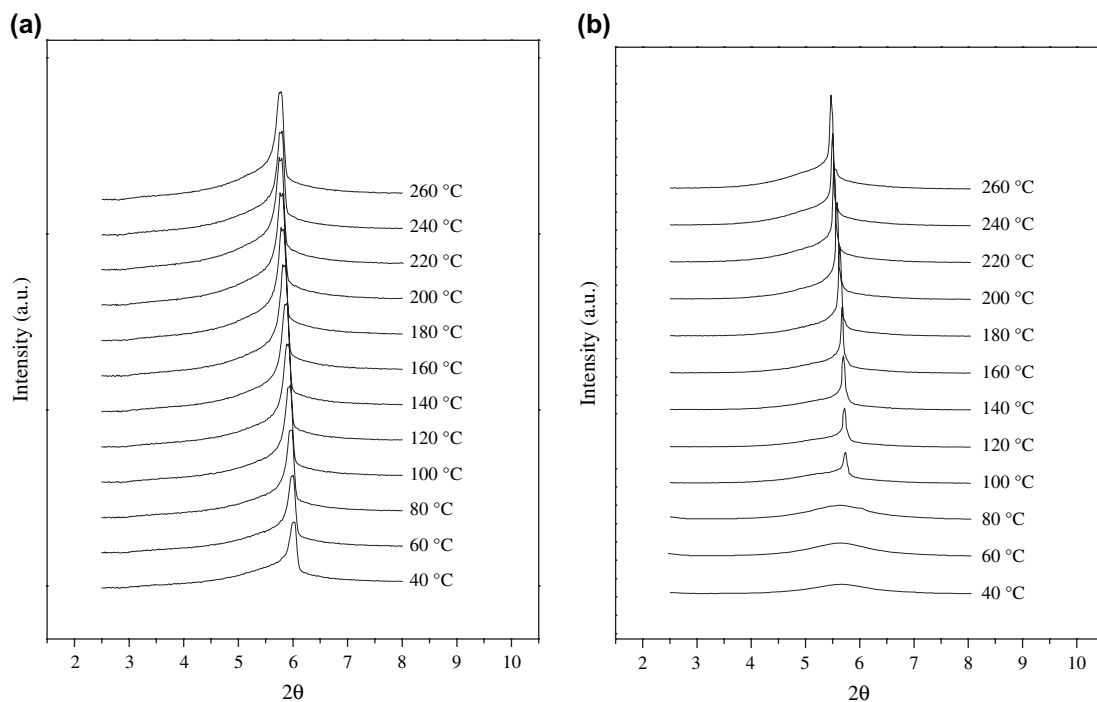 (a)
Intensity (a.u.)
260 °C
240 °C
220 °C
200 °C
180 °C
160 °C
140 °C
120 °C
100 °C
80 °C
60 °C
40 °C
2 3 4 5 6 7 8 9 10
2θ
(b)
Intensity (a.u.)
260 °C
240 °C
220 °C
200 °C
180 °C
160 °C
140 °C
120 °C
100 °C
80 °C
60 °C
40 °C
2 3 4 5 6 7 8 9 10
2θ